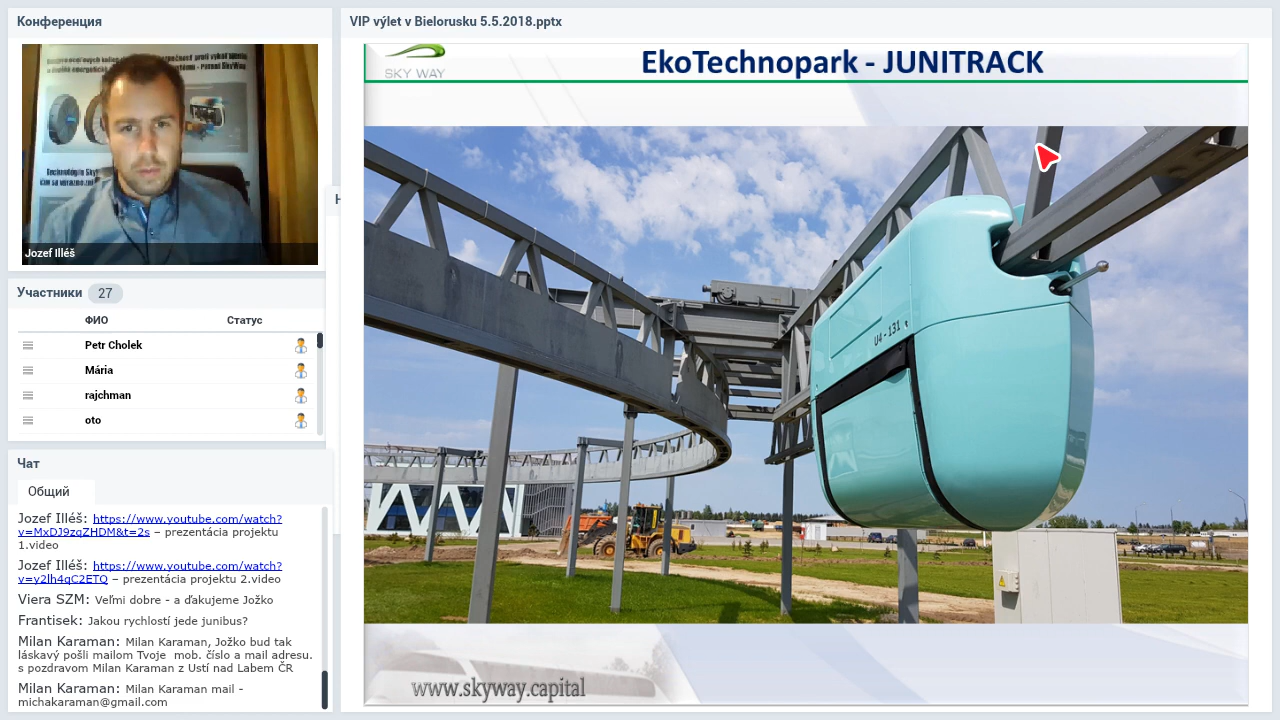 Конференция
Jozef Illéš
Участники 27
ФИО Статус
Petr Cholek
Mária
rajchman
oto
Чат
Общий
Jozef Illéš: https://www.youtube.com/watch?
v=MxDJ9zqZHDM&t=2s – prezentácia projektu
1.video
Jozef Illéš: https://www.youtube.com/watch?
v=y2lh4qC2ETQ – prezentácia projektu 2.video
Viera SZM: Veľmi dobre - a ďakujeme Jožko
Frantisek: Jakou rychlostí jede junibus?
Milan Karaman: Milan Karaman, Jožko bud tak
láskavý pošli mailom Tvoje mob. číslo a mail adresu.
s pozdravom Milan Karaman z Ustí nad Labem ČR
Milan Karaman: Milan Karaman mail -
michakaraman@gmail.com
VIP výlet v Bielorusku 5.5.2018.pptx
SKY WAY
EkoTechnopark - JUNITRACK
U4 - 131
www.skyway.capital